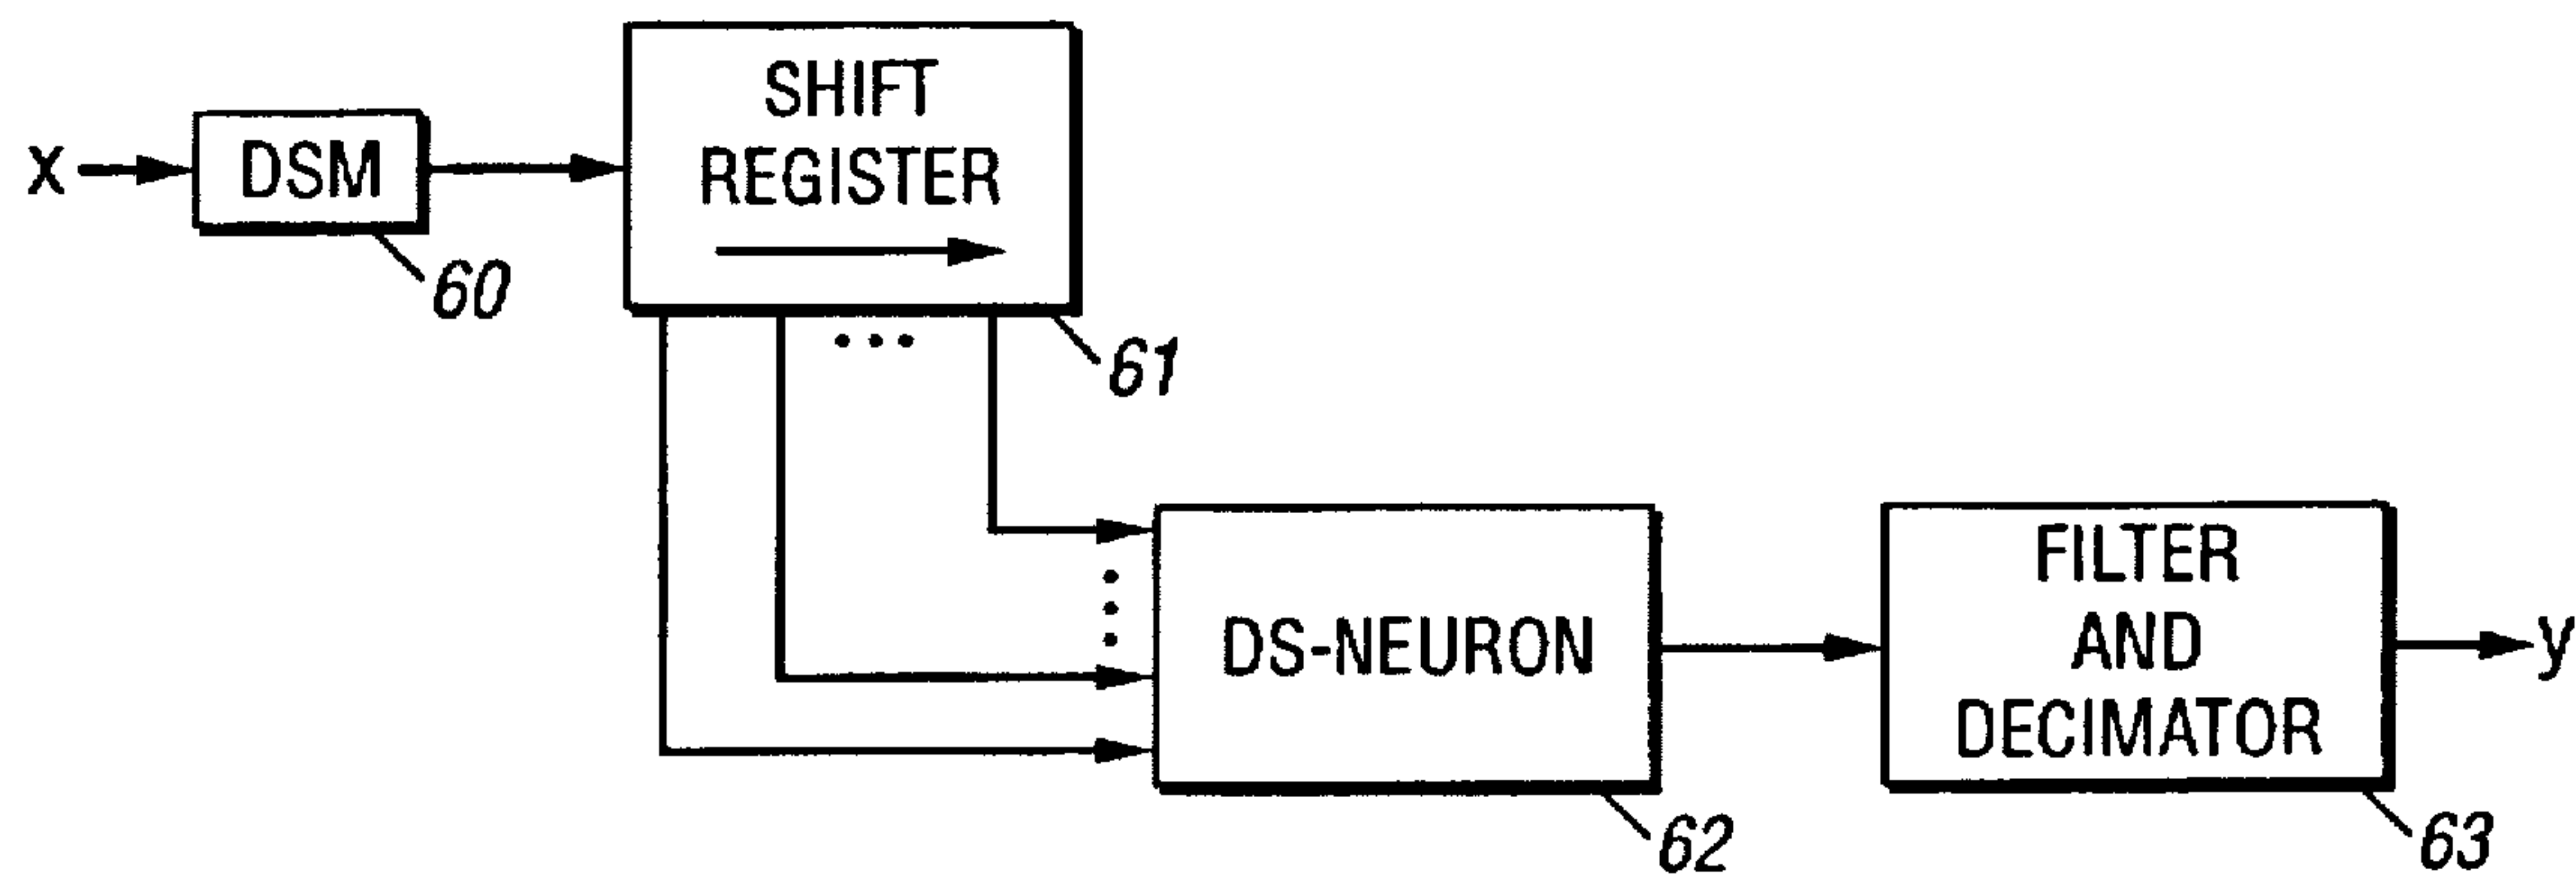 x
DSM
60
SHIFT
REGISTER
61
DS-NEURON
62
FILTER
AND
DECIMATOR
63
y